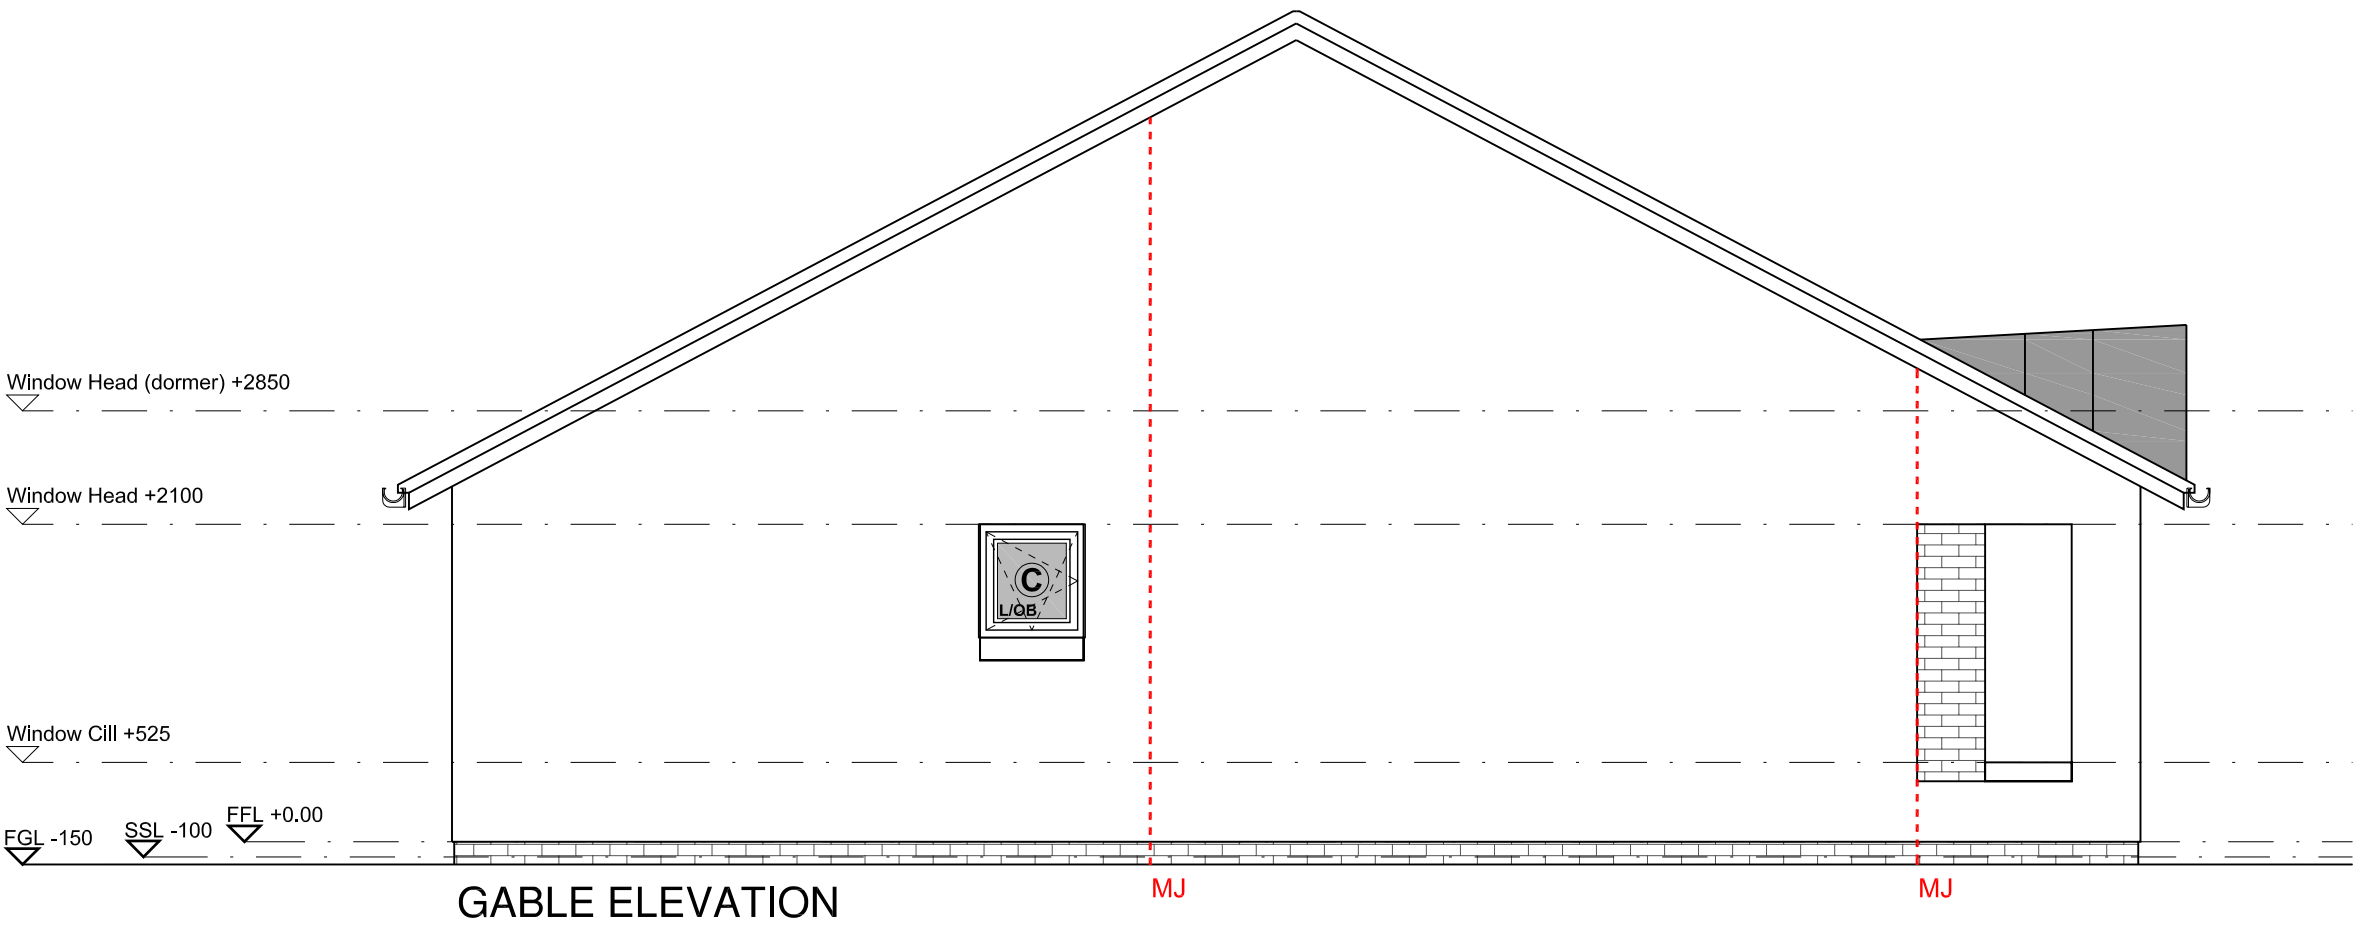 Window Head (dormer) +2850
Window Head +2100
C
L/OB
Window Cill +525
FFL +0.00
SSL -100
FGL -150
MJ
MJ
GABLE ELEVATION